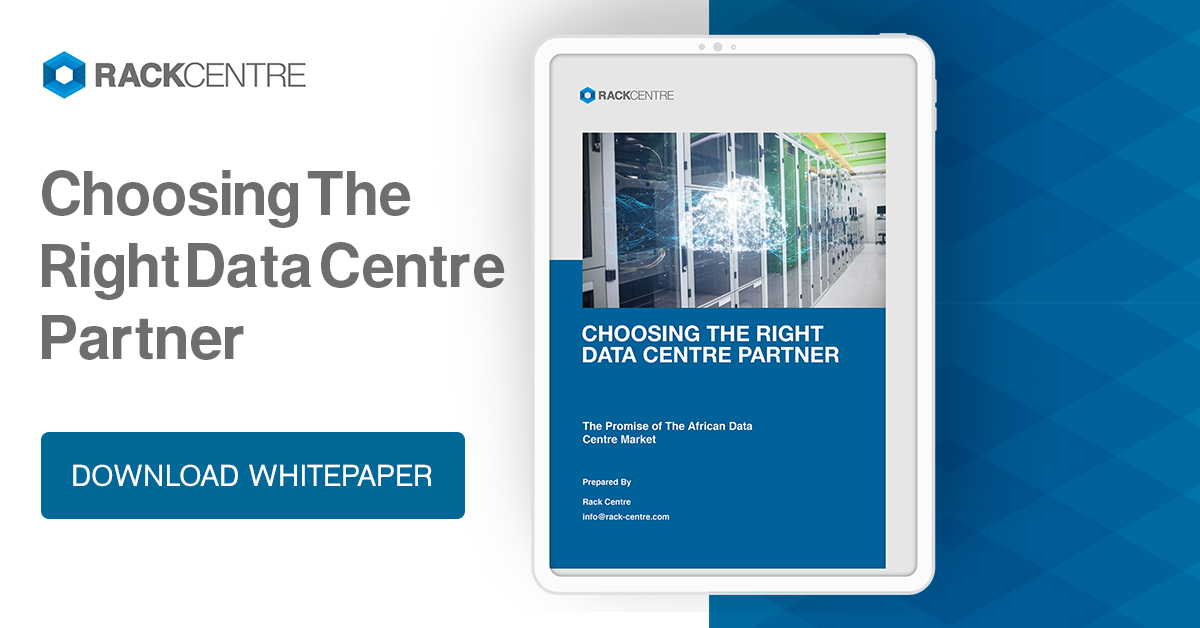 RACKCENTRE
Choosing The
Right Data Centre
Partner
DOWNLOAD WHITEPAPER
RACKCENTRE
CHOOSING THE RIGHT
DATA CENTRE PARTNER
The Promise of The African Data
Centre Market
Prepared By
Rack Centre
info@rack-centre.com